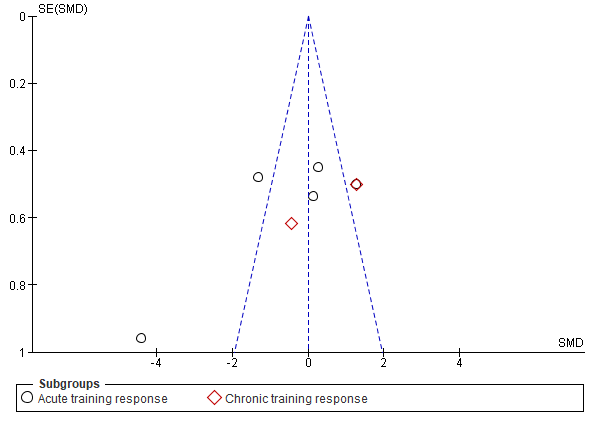 SE(SMD)
0
0.2
0.4
0.6
0.8
1
-4 -2 0 2 4
SMD
Subgroups
Acute training response Chronic training response